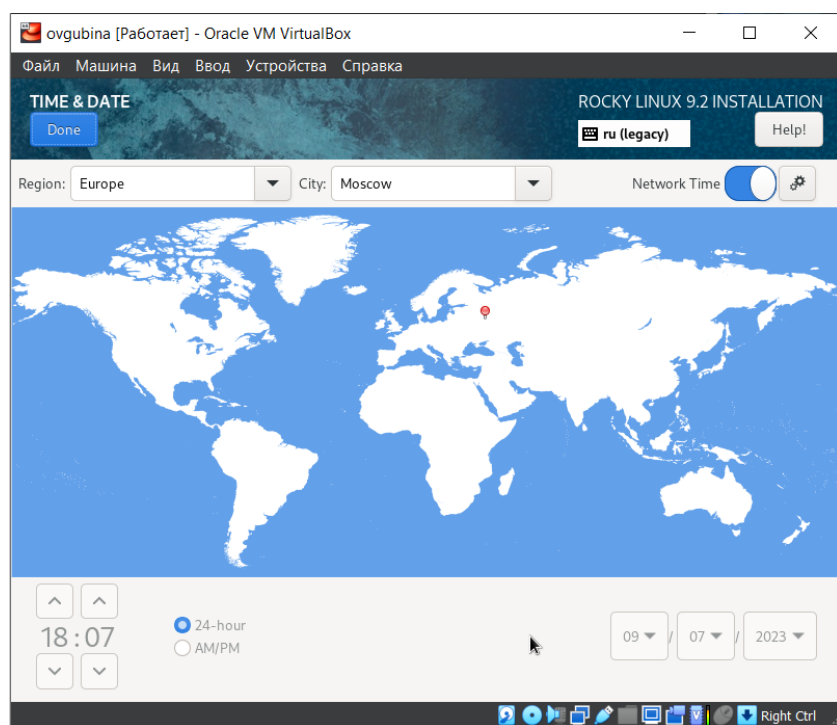 ovgubina [Работает] - Oracle VM VirtualBox
Файл Машина Вид Ввод Устройства Справка
TIME & DATE
ROCKY LINUX 9.2 INSTALLATION
Done
ru (legacy)
Help!
Region: Europe City: Moscow Network Time
18:07
24-hour
AM/PM
09 / 07 / 2023
Right Ctrl